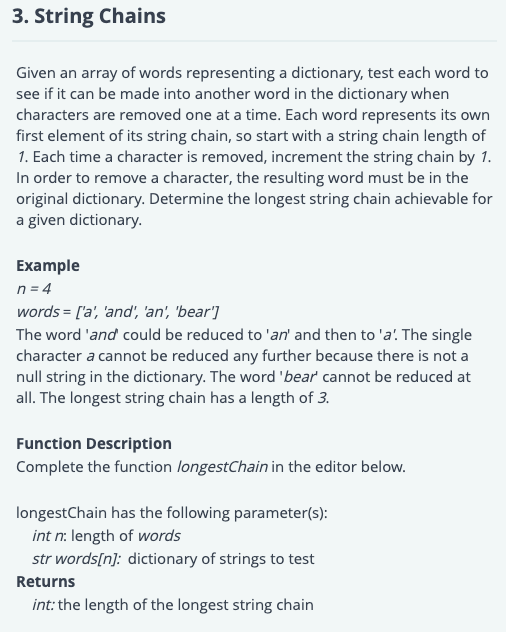 3. String Chains
Given an array of words representing a dictionary, test each word to
see if it can be made into another word in the dictionary when
characters are removed one at a time. Each word represents its own
first element of its string chain, so start with a string chain length of
1. Each time a character is removed, increment the string chain by 1.
In order to remove a character, the resulting word must be in the
original dictionary. Determine the longest string chain achievable for
a given dictionary.
Example
n = 4
words = ['a', 'and', 'an', 'bear']
The word 'and' could be reduced to 'an' and then to 'a'. The single
character a cannot be reduced any further because there is not a
null string in the dictionary. The word 'bear' cannot be reduced at
all. The longest string chain has a length of 3.
Function Description
Complete the function longestChain in the editor below.
longestChain has the following parameter(s):
int n: length of words
str words[n]: dictionary of strings to test
Returns
int: the length of the longest string chain